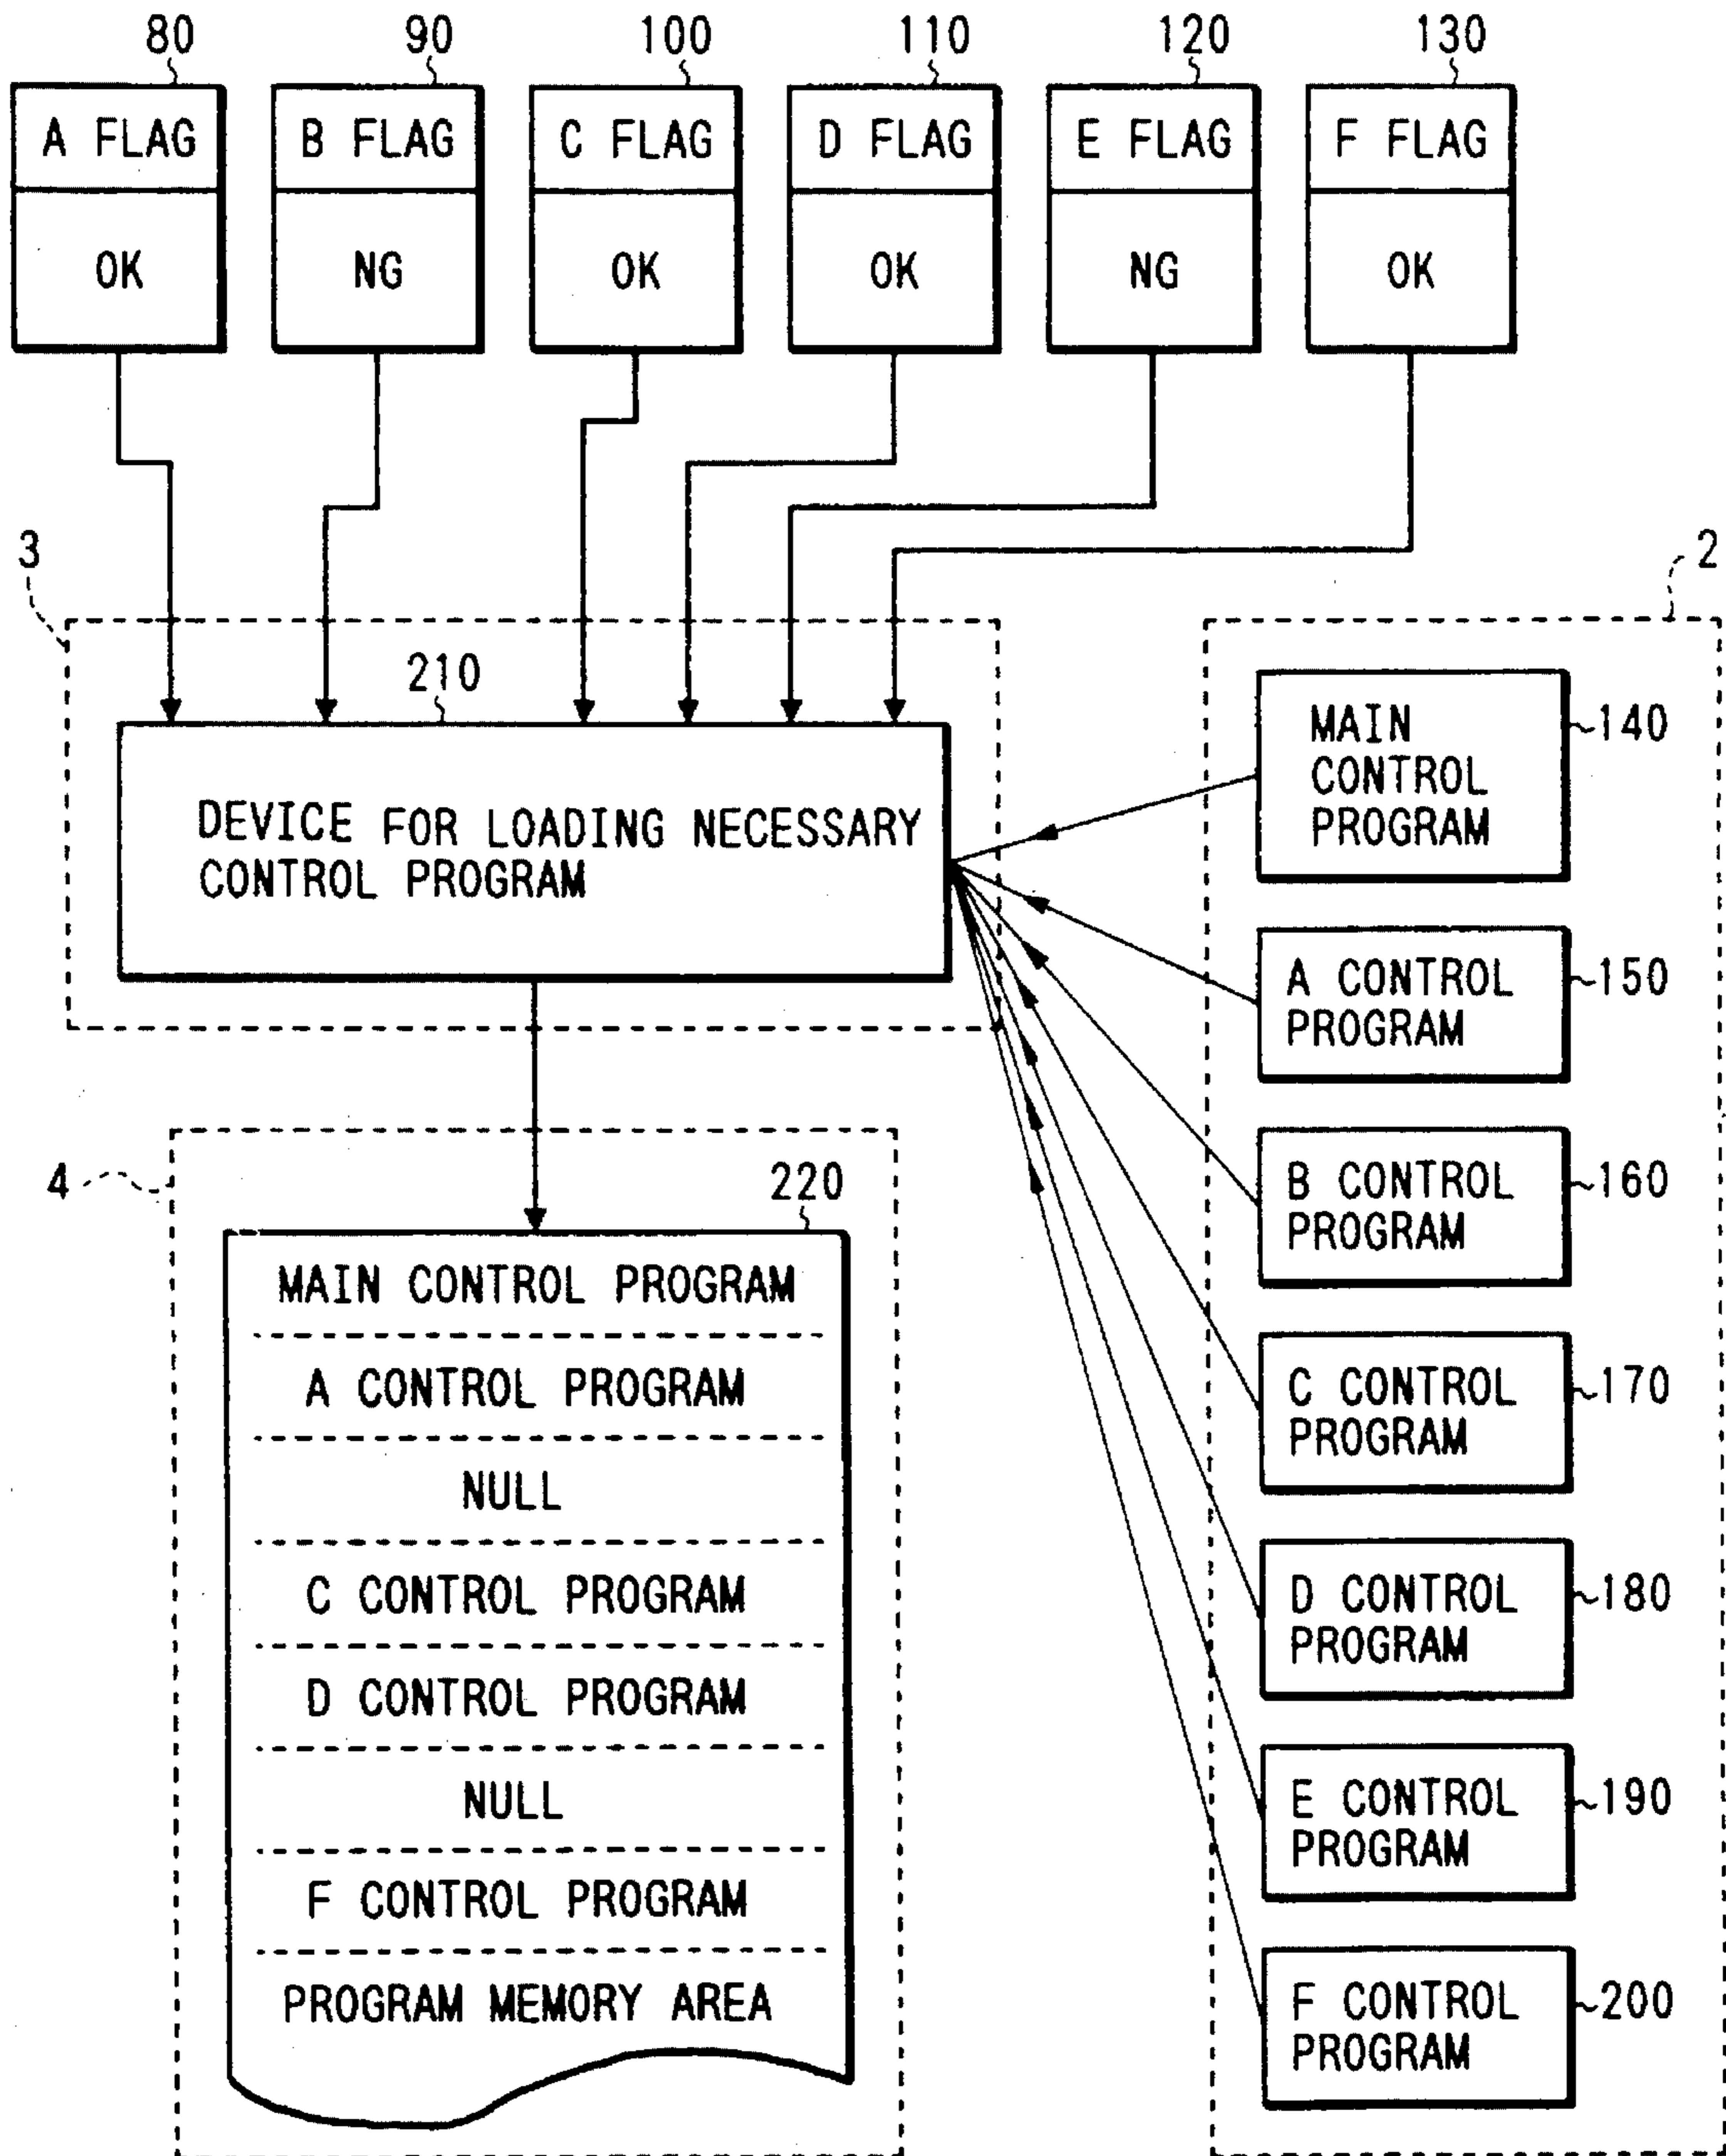 80
90
100
110
120
130
A FLAG
B FLAG
C FLAG
D FLAG
E FLAG
F FLAG
OK
NG
OK
OK
NG
OK
3
2
210
DEVICE FOR LOADING NECESSARY
CONTROL PROGRAM
MAIN
CONTROL
PROGRAM
140
A CONTROL
PROGRAM
150
B CONTROL
PROGRAM
160
C CONTROL
PROGRAM
170
D CONTROL
PROGRAM
180
E CONTROL
PROGRAM
190
F CONTROL
PROGRAM
200
4
220
MAIN CONTROL PROGRAM
A CONTROL PROGRAM
NULL
C CONTROL PROGRAM
D CONTROL PROGRAM
NULL
F CONTROL PROGRAM
PROGRAM MEMORY AREA